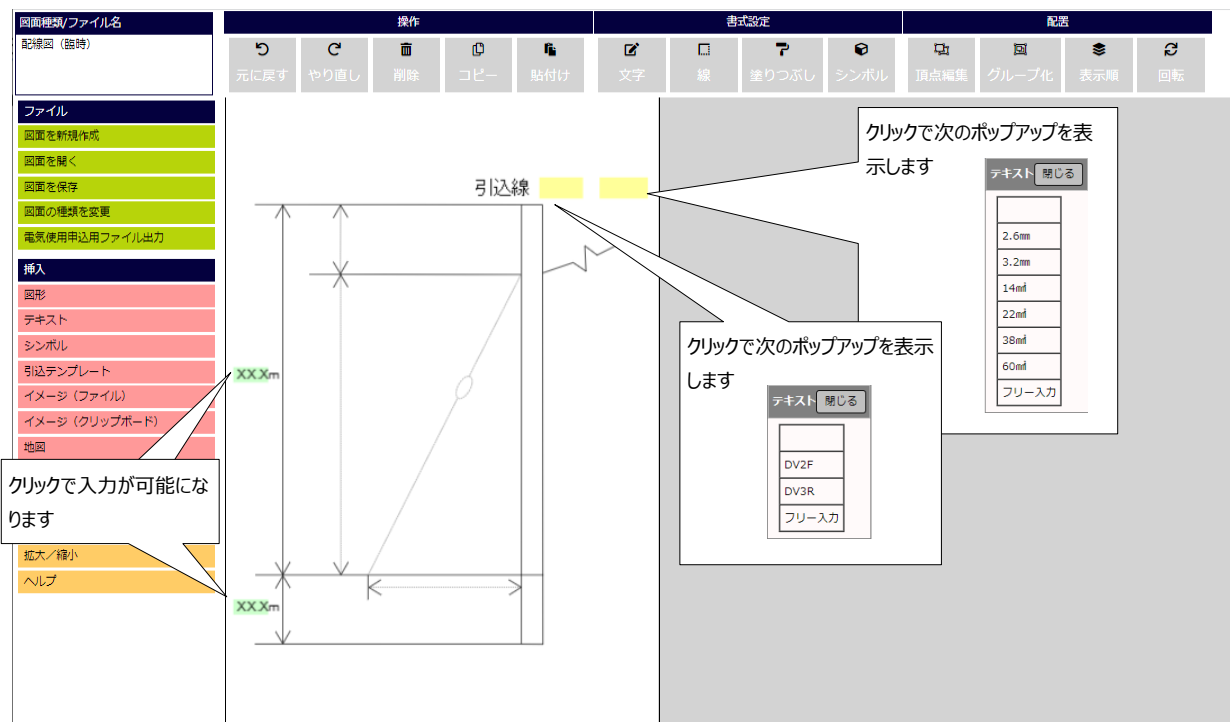 図面種類/ファイル名
配線図（臨時）
操作
書式設定
配置
元に戻す
やり直し
削除
コピー
貼付け
文字
線
塗りつぶし
シンボル
頂点編集
グループ化
表示順
回転
ファイル
図面を新規作成
図面を開く
図面を保存
図面の種類を変更
電気使用申込用ファイル出力
挿入
図形
テキスト
シンボル
引込テンプレート
イメージ（ファイル）
イメージ（クリップボード）
地図
クリックで入力が可能にな
ります
拡大／縮小
ヘルプ
引込線
XX.Xm
XX.Xm
クリックで次のポップアップを表
示します
テキスト 閉じる
2.6㎜
3.2㎜
14㎟
22㎟
38㎟
60㎟
フリー入力
クリックで次のポップアップを表示
します
テキスト 閉じる
DV2F
DV3R
フリー入力